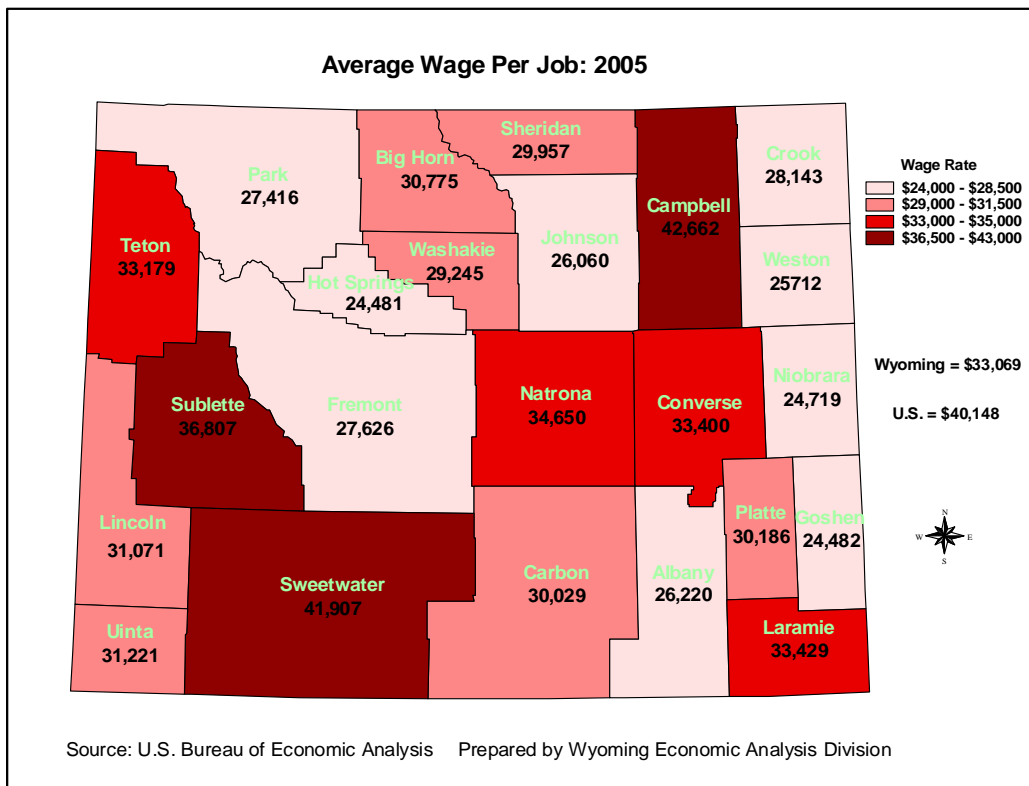 Average Wage Per Job: 2005
Sheridan
29,957
Big Horn
30,775
Park
27,416
Crook
28,143
Campbell
42,662
Teton
33,179
Washakie
29,245
Johnson
26,060
Weston
25712
Hot Springs
24,481
Sublette
36,807
Fremont
27,626
Natrona
34,650
Converse
33,400
Niobrara
24,719
Lincoln
31,071
Platte
30,186
Goshen
24,482
Sweetwater
41,907
Carbon
30,029
Albany
26,220
Uinta
31,221
Laramie
33,429
Wage Rate
$24,000 - $28,500
$29,000 - $31,500
$33,000 - $35,000
$36,500 - $43,000
Wyoming = $33,069
U.S. = $40,148
N
W E
S
Source: U.S. Bureau of Economic Analysis Prepared by Wyoming Economic Analysis Division